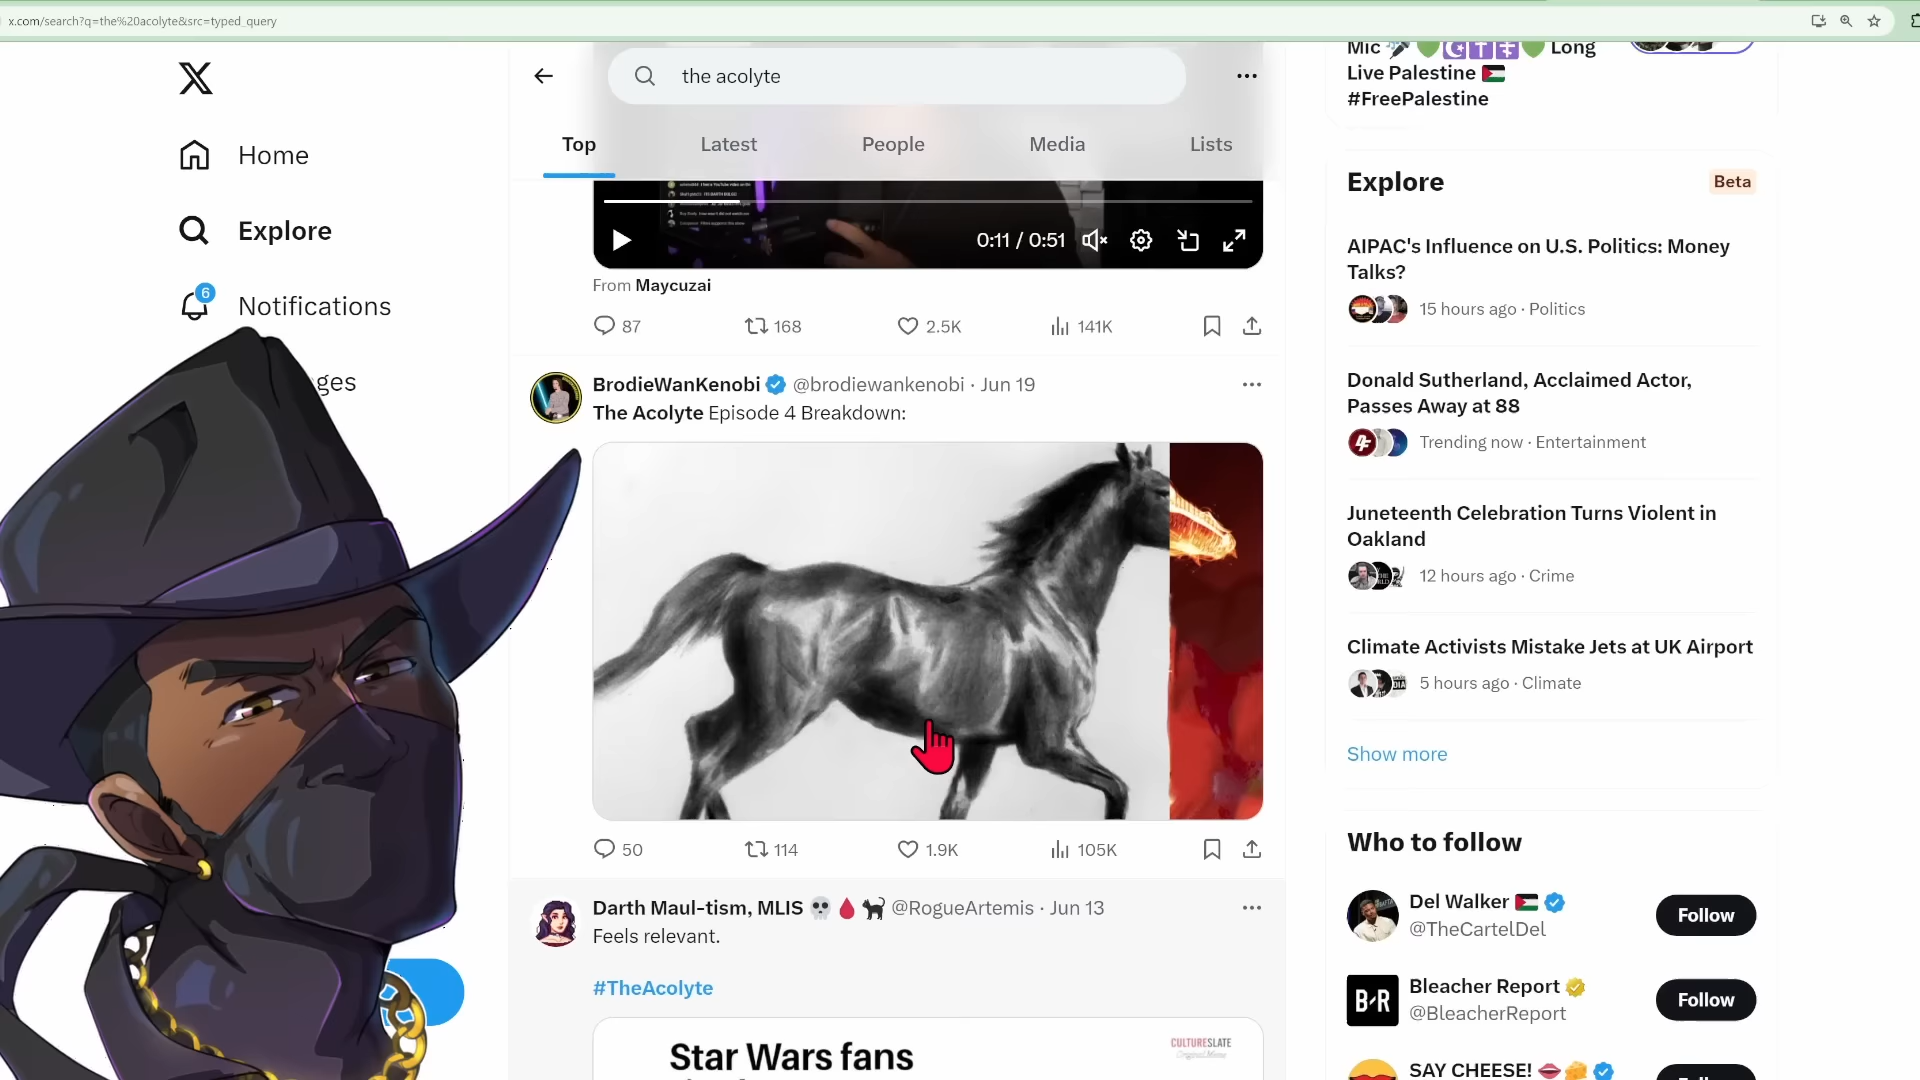 x.com/search?q=the%20acolyte&src=typed_query
the acolyte
Top
Latest
People
Media
Lists
Home
Explore
6
Notifications
ges
0:11 / 0:51
From Maycuzai
87
168
2.5K
141K
BrodieWanKenobi @brodiewankenobi · Jun 19
The Acolyte Episode 4 Breakdown:
50
114
1.9K
105K
Darth Maul-tism, MLIS 💀🩸🐈‍⬛ @RogueArtemis · Jun 13
Feels relevant.
#TheAcolyte
CULTURESLATE
Star Wars fans
Mic Long
Live Palestine 🇵🇸
#FreePalestine
Explore
Beta
AIPAC's Influence on U.S. Politics: Money
Talks?
15 hours ago · Politics
Donald Sutherland, Acclaimed Actor,
Passes Away at 88
Trending now · Entertainment
Juneteenth Celebration Turns Violent in
Oakland
12 hours ago · Crime
Climate Activists Mistake Jets at UK Airport
5 hours ago · Climate
Show more
Who to follow
Del Walker 🇵🇸
@TheCartelDel
Follow
B·R
Bleacher Report
@BleacherReport
Follow
SAY CHEESE! 👄🧀